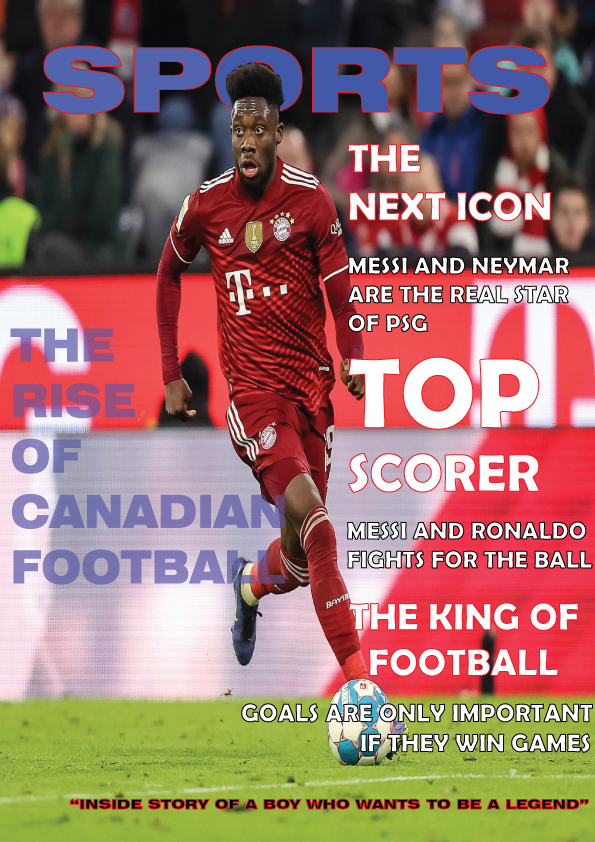 SPORTS
THE
NEXT ICON
MESSI AND NEYMAR
ARE THE REAL STAR
OF PSG
THE
RISE
OF
CANADIAN
FOOTBALL
TOP
SCORER
MESSI AND RONALDO
FIGHTS FOR THE BALL
THE KING OF
FOOTBALL
GOALS ARE ONLY IMPORTANT
IF THEY WIN GAMES
“INSIDE STORY OF A BOY WHO WANTS TO BE A LEGEND”
adidas
T